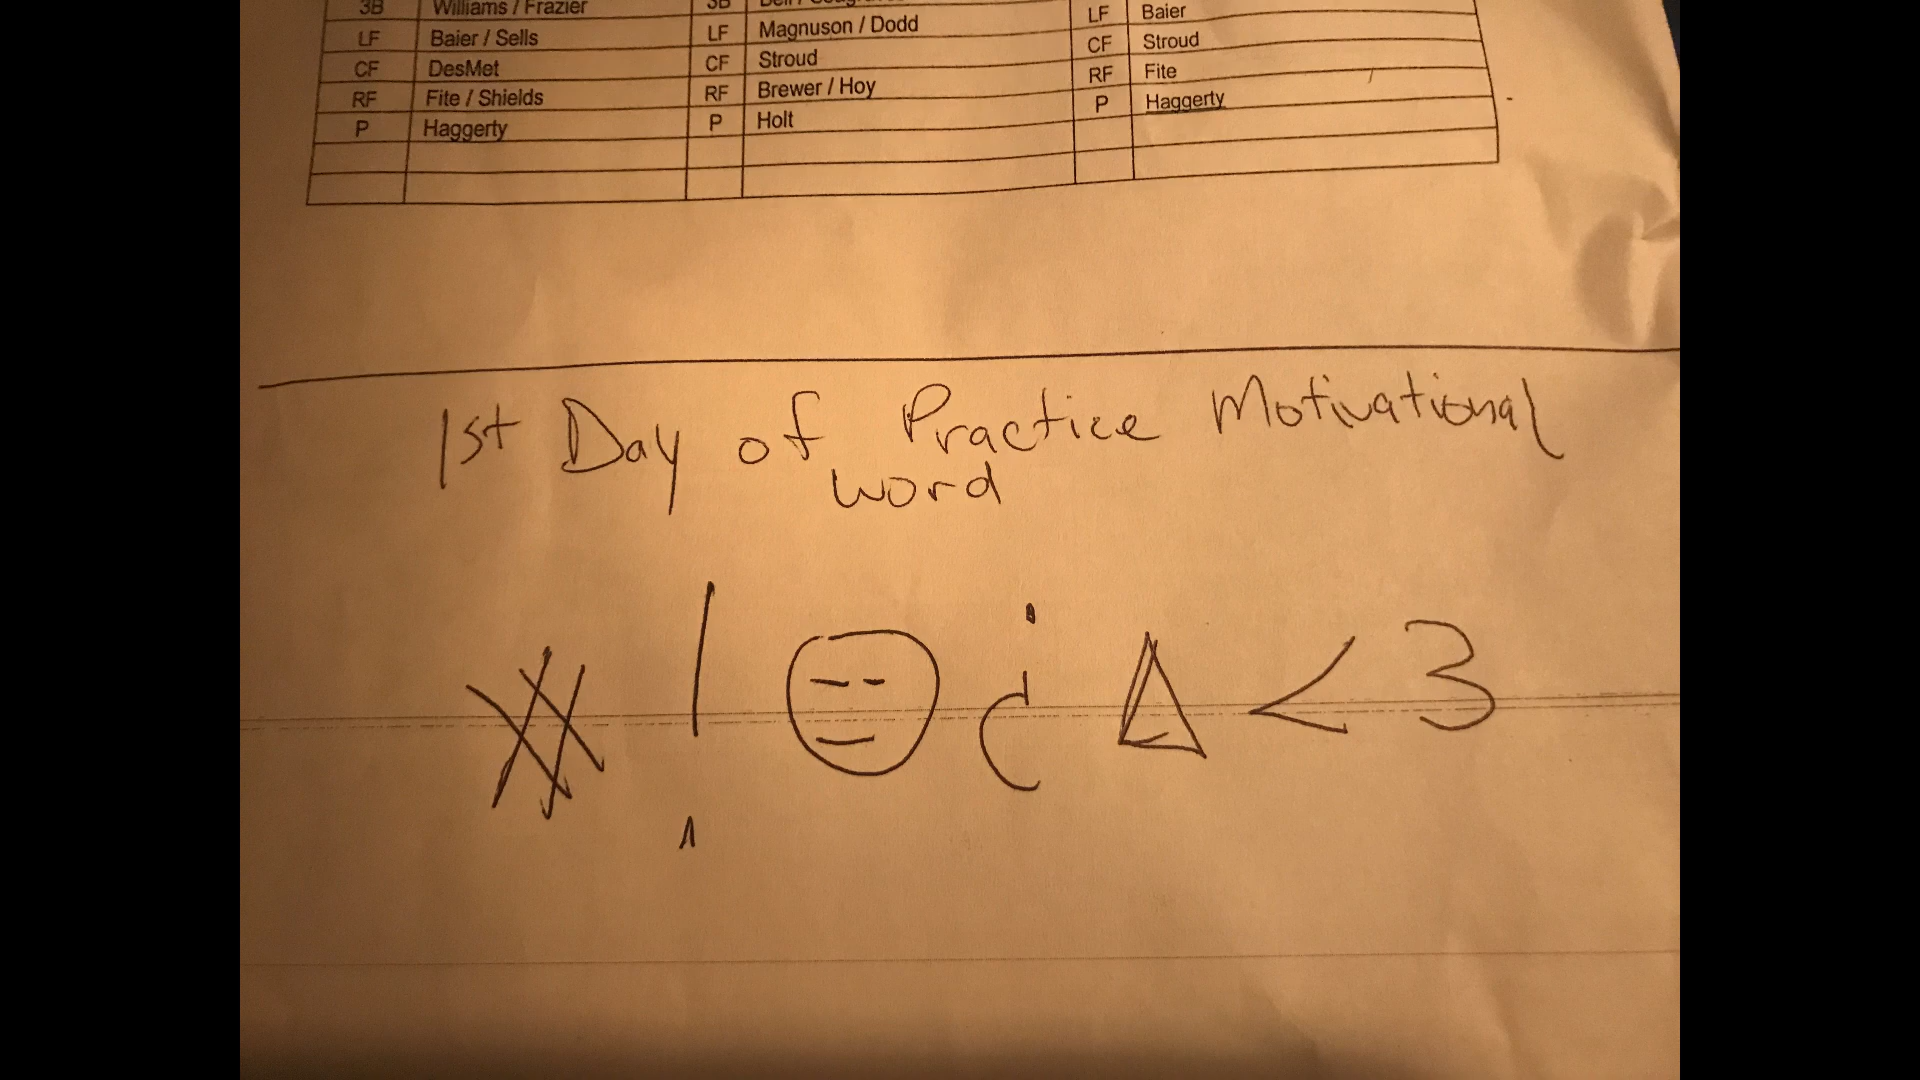 3B Williams / Frazier 3B
LF Baier / Sells LF Magnuson / Dodd LF Baier
CF DesMet CF Stroud CF Stroud
RF Fite / Shields RF Brewer / Hoy RF Fite
P Haggerty P Holt P Haggerty
1st Day of Practice Motivational
word
# ! ¿ Δ <3